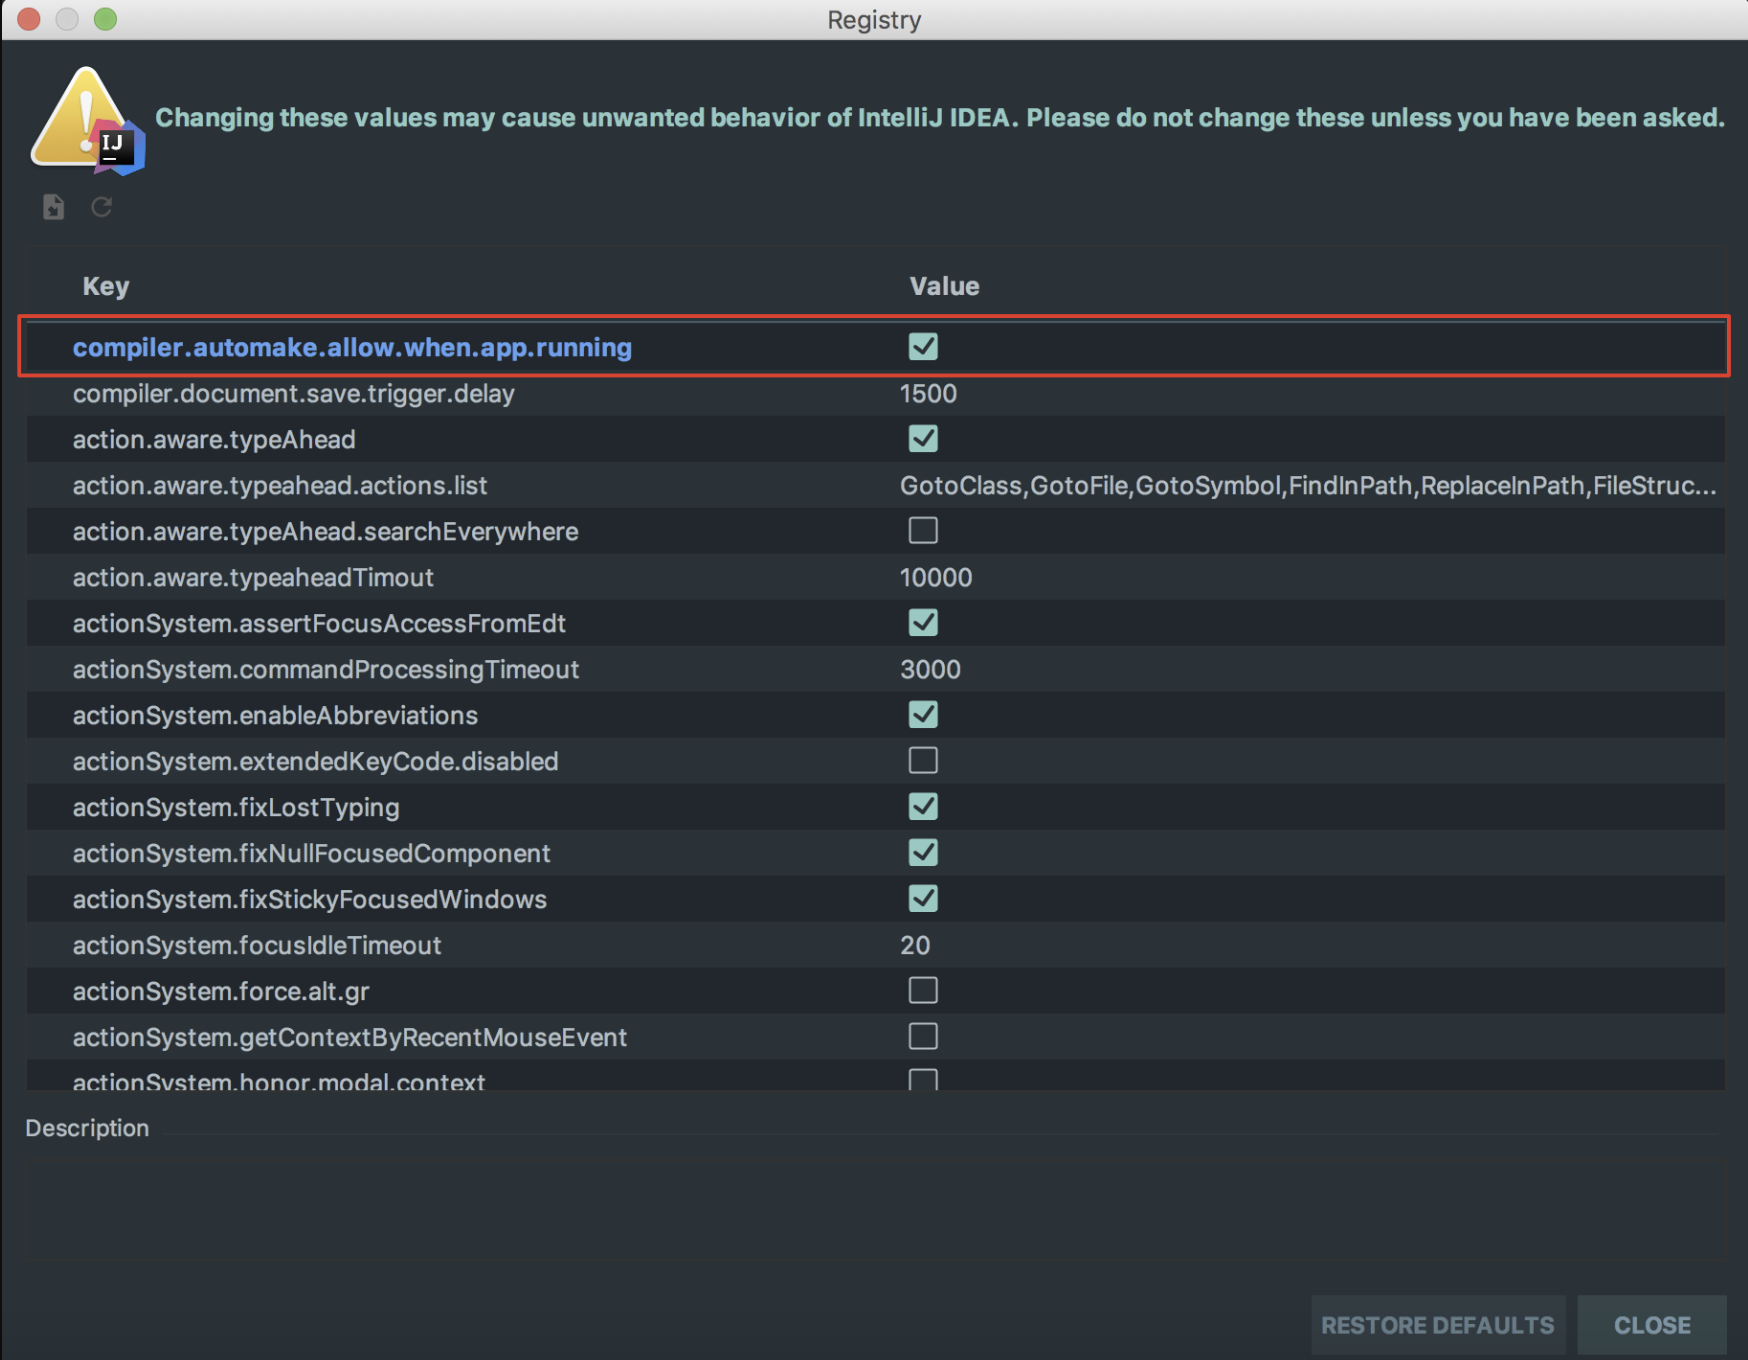 Registry
Changing these values may cause unwanted behavior of IntelliJ IDEA. Please do not change these unless you have been asked.
IJ
Key Value
compiler.automake.allow.when.app.running
compiler.document.save.trigger.delay 1500
action.aware.typeAhead
action.aware.typeahead.actions.list GotoClass,GotoFile,GotoSymbol,FindInPath,ReplaceInPath,FileStruc...
action.aware.typeAhead.searchEverywhere
action.aware.typeaheadTimout 10000
actionSystem.assertFocusAccessFromEdt
actionSystem.commandProcessingTimeout 3000
actionSystem.enableAbbreviations
actionSystem.extendedKeyCode.disabled
actionSystem.fixLostTyping
actionSystem.fixNullFocusedComponent
actionSystem.fixStickyFocusedWindows
actionSystem.focusIdleTimeout 20
actionSystem.force.alt.gr
actionSystem.getContextByRecentMouseEvent
actionSystem.honor.modal.context
Description
RESTORE DEFAULTS CLOSE